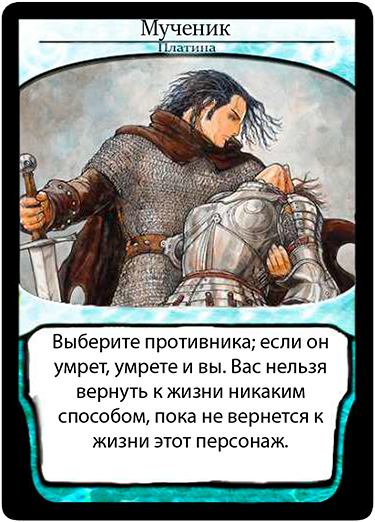 Мученик
Платина
Выберите противника; если он
умрет, умрете и вы. Вас нельзя
вернуть к жизни никаким
способом, пока не вернется к
жизни этот персонаж.